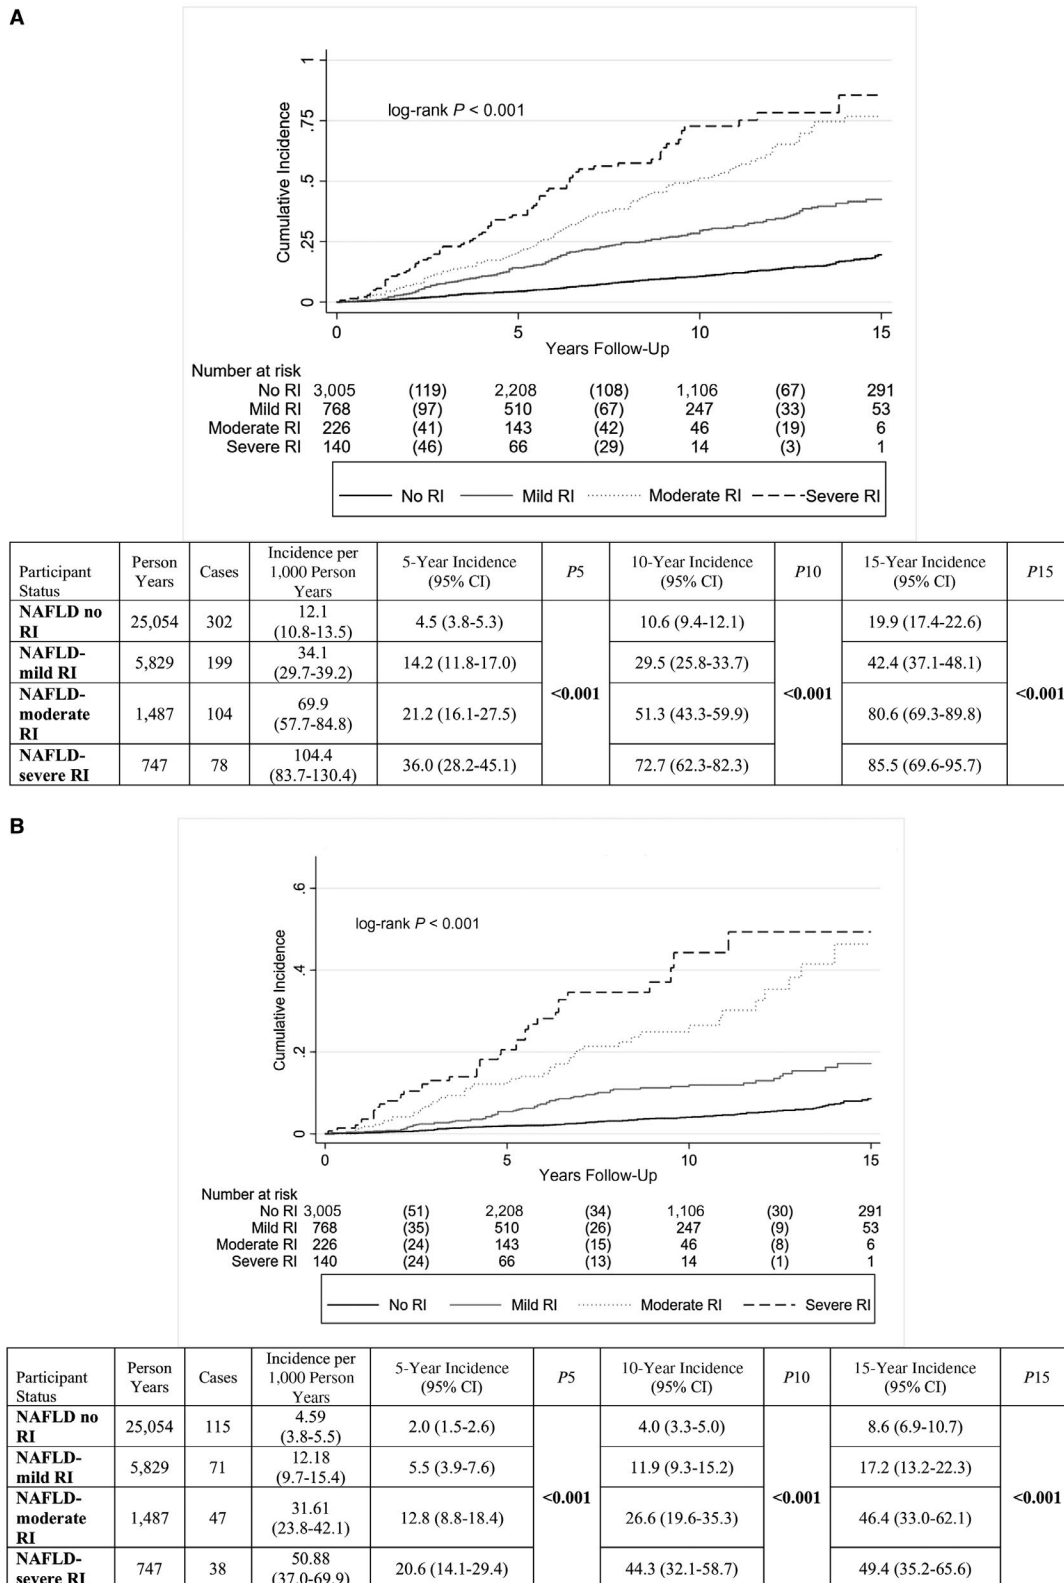 A
1
.75
.5
.25
0
Cumulative Incidence
log-rank P < 0.001
0 5 10 15
Years Follow-Up
Number at risk
No RI 3,005 (119) 2,208 (108) 1,106 (67) 291
Mild RI 768 (97) 510 (67) 247 (33) 53
Moderate RI 226 (41) 143 (42) 46 (19) 6
Severe RI 140 (46) 66 (29) 14 (3) 1
No RI Mild RI Moderate RI Severe RI
Participant Status Person Years Cases Incidence per 1,000 Person Years 5-Year Incidence (95% CI) P5 10-Year Incidence (95% CI) P10 15-Year Incidence (95% CI) P15
NAFLD no RI 25,054 302 12.1 (10.8-13.5) 4.5 (3.8-5.3) <0.001 10.6 (9.4-12.1) <0.001 19.9 (17.4-22.6) <0.001
NAFLD-mild RI 5,829 199 34.1 (29.7-39.2) 14.2 (11.8-17.0) 29.5 (25.8-33.7) 42.4 (37.1-48.1)
NAFLD-moderate RI 1,487 104 69.9 (57.7-84.8) 21.2 (16.1-27.5) 51.3 (43.3-59.9) 80.6 (69.3-89.8)
NAFLD-severe RI 747 78 104.4 (83.7-130.4) 36.0 (28.2-45.1) 72.7 (62.3-82.3) 85.5 (69.6-95.7)
B
.6
.4
.2
0
Cumulative Incidence
log-rank P < 0.001
0 5 10 15
Years Follow-Up
Number at risk
No RI 3,005 (51) 2,208 (34) 1,106 (30) 291
Mild RI 768 (35) 510 (26) 247 (9) 53
Moderate RI 226 (24) 143 (15) 46 (8) 6
Severe RI 140 (24) 66 (13) 14 (1) 1
No RI Mild RI Moderate RI Severe RI
Participant Status Person Years Cases Incidence per 1,000 Person Years 5-Year Incidence (95% CI) P5 10-Year Incidence (95% CI) P10 15-Year Incidence (95% CI) P15
NAFLD no RI 25,054 115 4.59 (3.8-5.5) 2.0 (1.5-2.6) <0.001 4.0 (3.3-5.0) <0.001 8.6 (6.9-10.7) <0.001
NAFLD-mild RI 5,829 71 12.18 (9.7-15.4) 5.5 (3.9-7.6) 11.9 (9.3-15.2) 17.2 (13.2-22.3)
NAFLD-moderate RI 1,487 47 31.61 (23.8-42.1) 12.8 (8.8-18.4) 26.6 (19.6-35.3) 46.4 (33.0-62.1)
NAFLD-severe RI 747 38 50.88 (37.0-69.9) 20.6 (14.1-29.4) 44.3 (32.1-58.7) 49.4 (35.2-65.6)